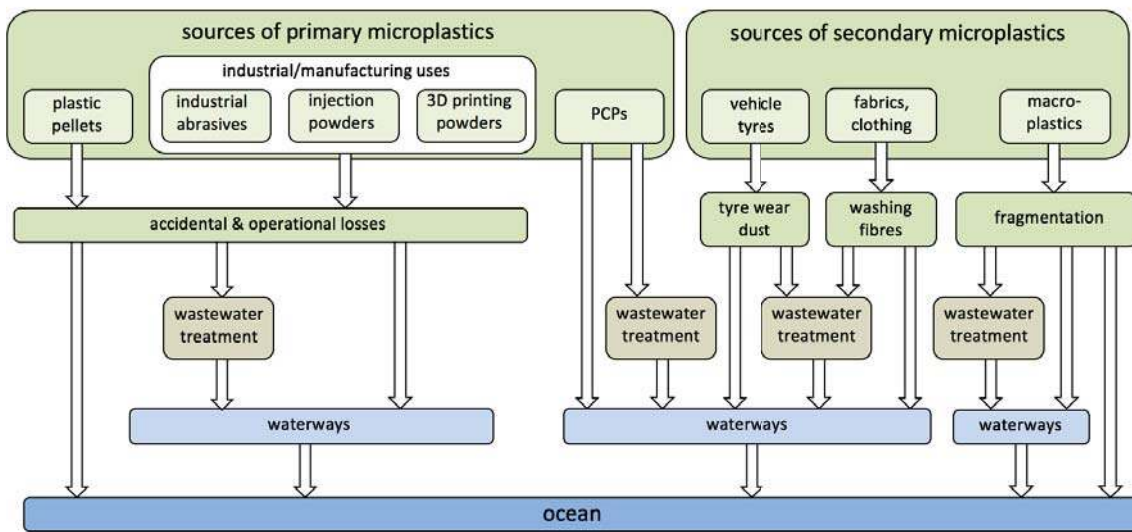 sources of primary microplastics
sources of secondary microplastics
industrial/manufacturing uses
plastic
pellets
industrial
abrasives
injection
powders
3D printing
powders
PCPs
vehicle
tyres
fabrics,
clothing
macro-
plastics
accidental & operational losses
tyre wear
dust
washing
fibres
fragmentation
wastewater
treatment
wastewater
treatment
wastewater
treatment
wastewater
treatment
waterways
waterways
waterways
ocean